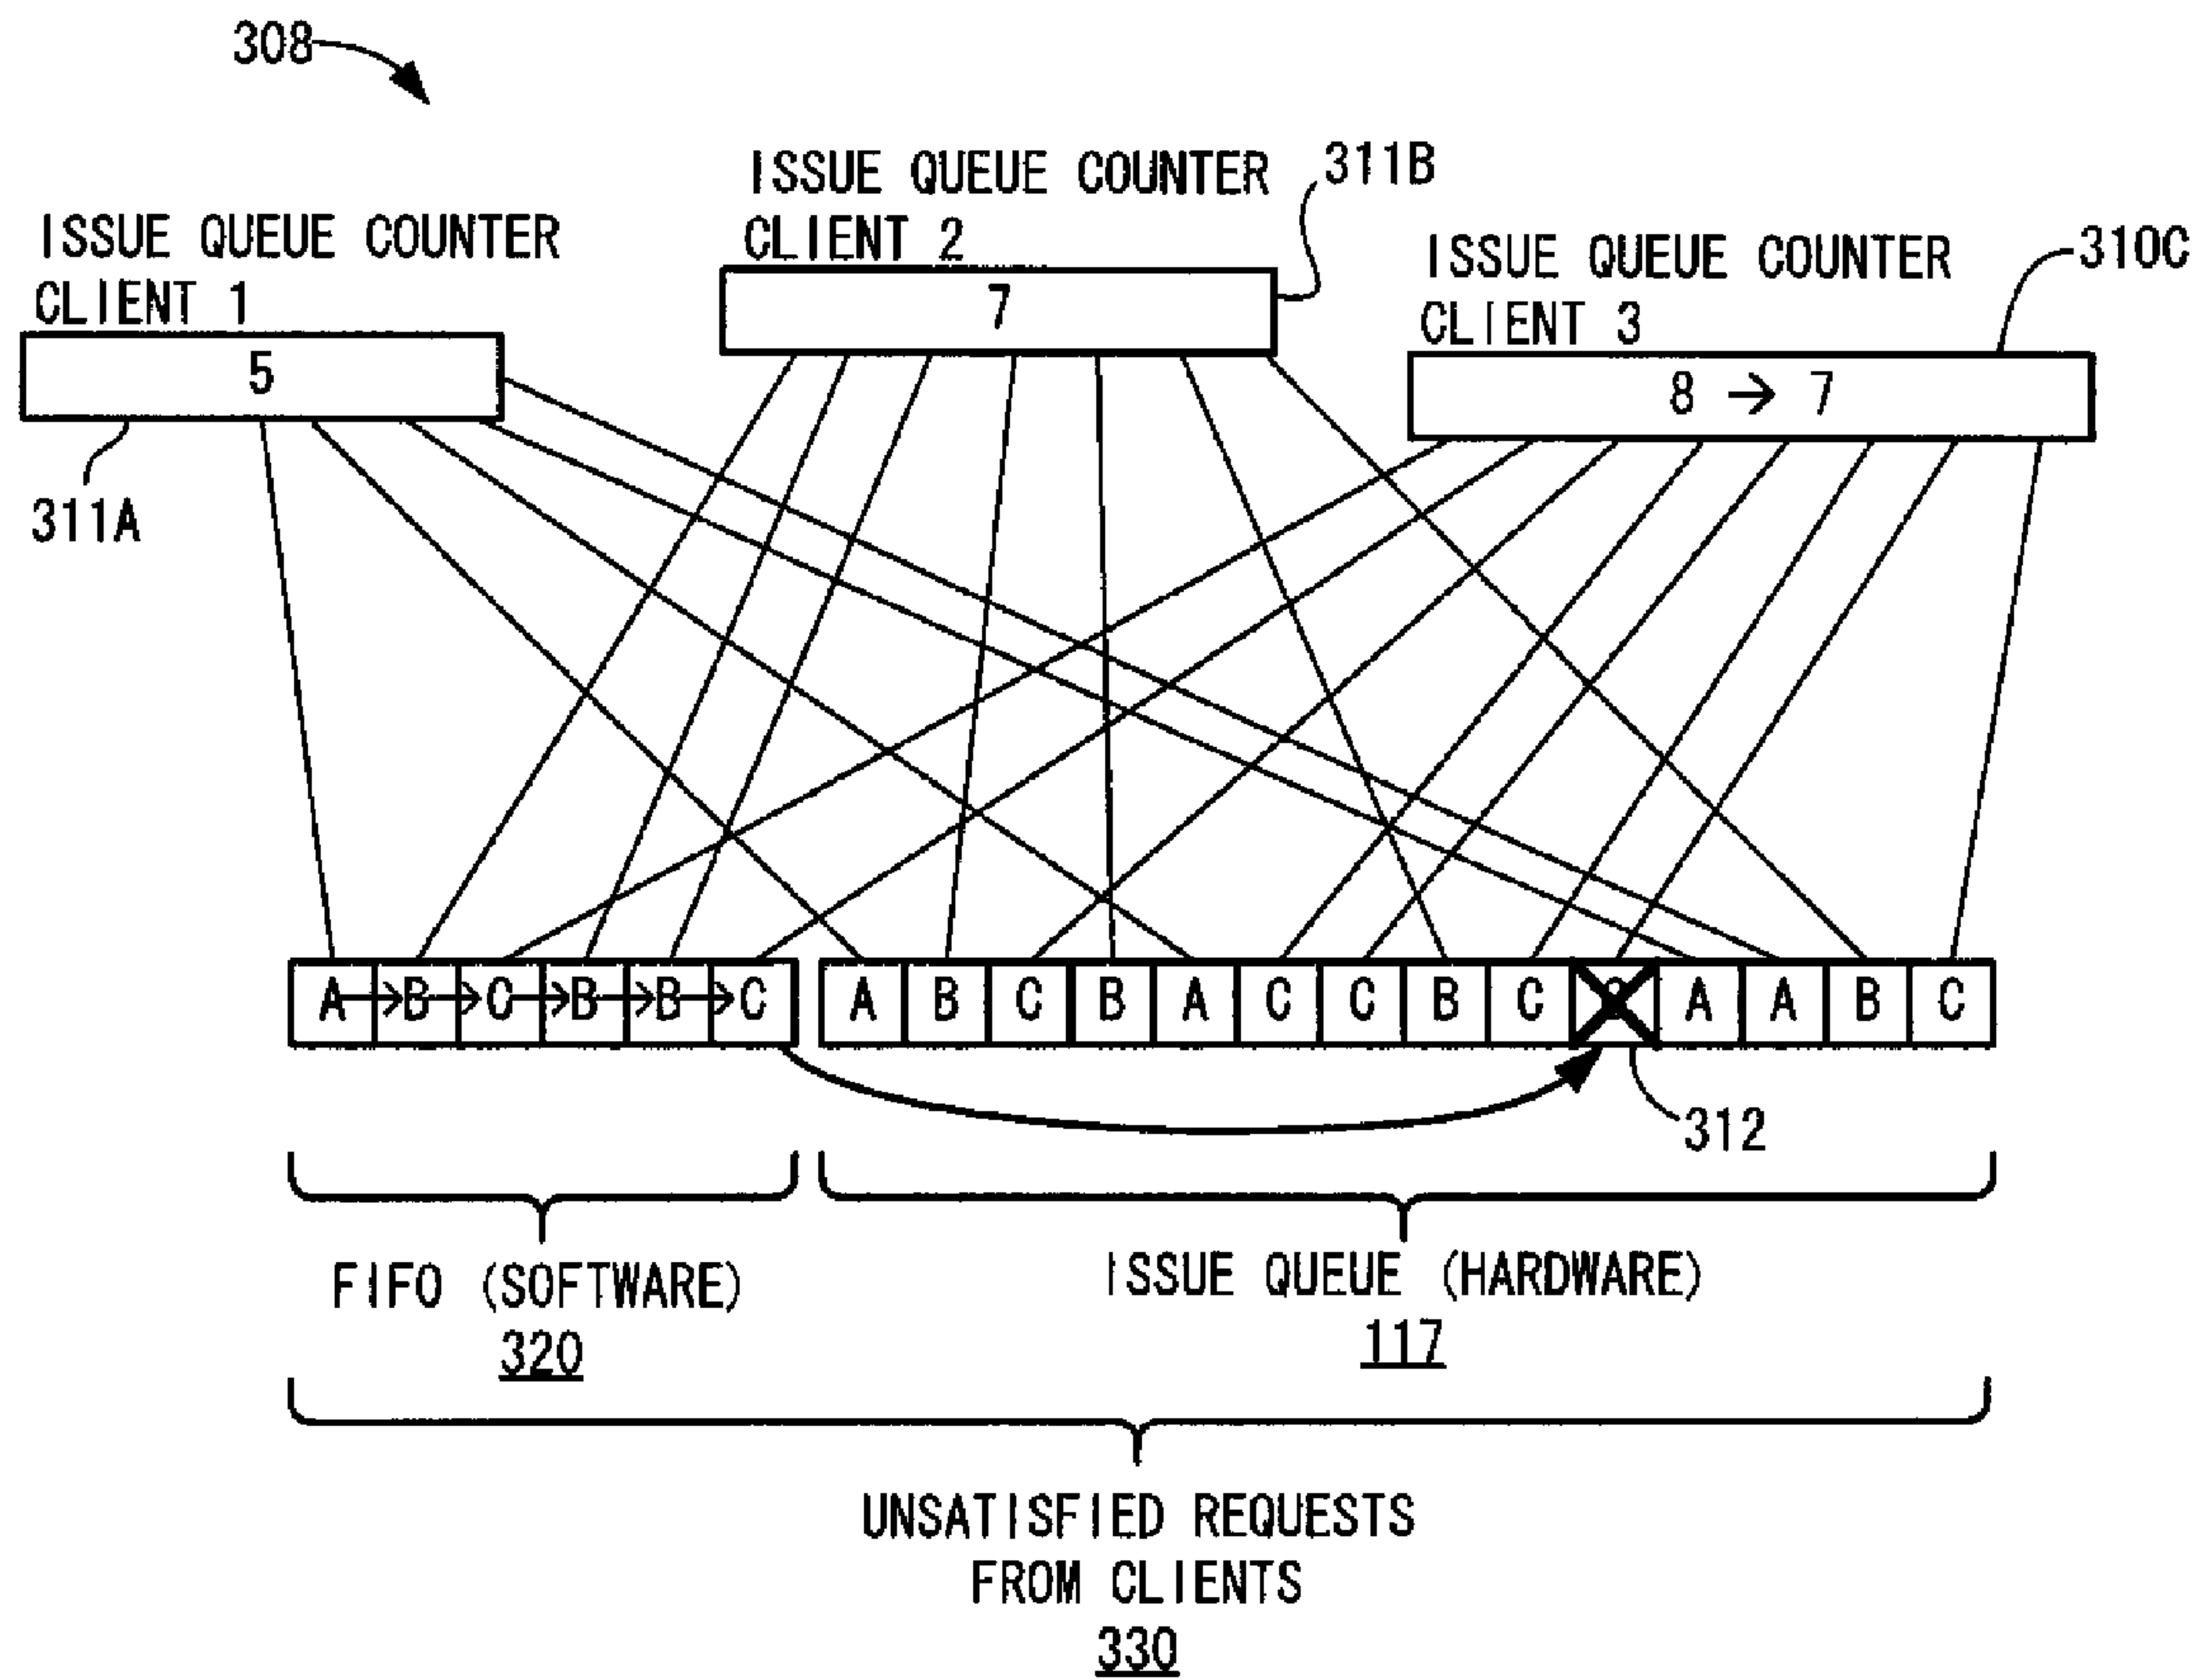 308
ISSUE QUEUE COUNTER
CLIENT 1
5
311A
ISSUE QUEUE COUNTER
CLIENT 2
311B
7
ISSUE QUEUE COUNTER
CLIENT 3
310C
8 → 7
A→B→C→B→B→C
A B C B A C C B C C A A B C
312
FIFO (SOFTWARE)
320
ISSUE QUEUE (HARDWARE)
117
UNSATISFIED REQUESTS
FROM CLIENTS
330